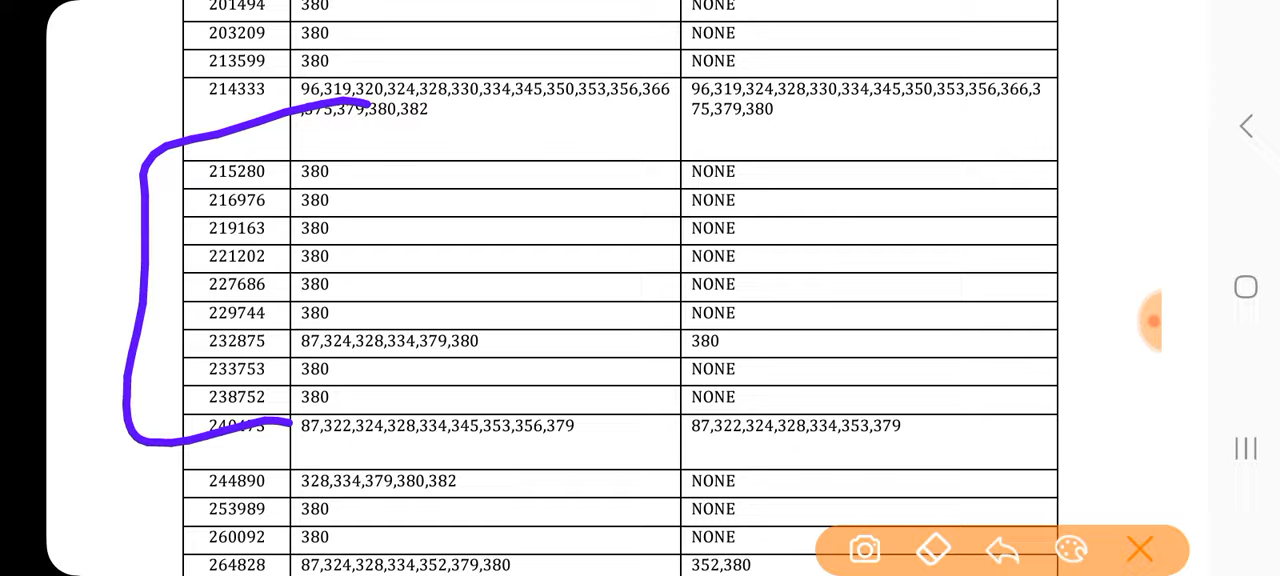 201494 380 NONE
203209 380 NONE
213599 380 NONE
214333 96,319,320,324,328,330,334,345,350,353,356,366 96,319,324,328,330,334,345,350,353,356,366,3
,375,379,380,382 75,379,380
215280 380 NONE
216976 380 NONE
219163 380 NONE
221202 380 NONE
227686 380 NONE
229744 380 NONE
232875 87,324,328,334,379,380 380
233753 380 NONE
238752 380 NONE
87,322,324,328,334,345,353,356,379 87,322,324,328,334,353,379
244890 328,334,379,380,382 NONE
253989 380 NONE
260092 380 NONE
264828 87,324,328,334,352,379,380 352,380